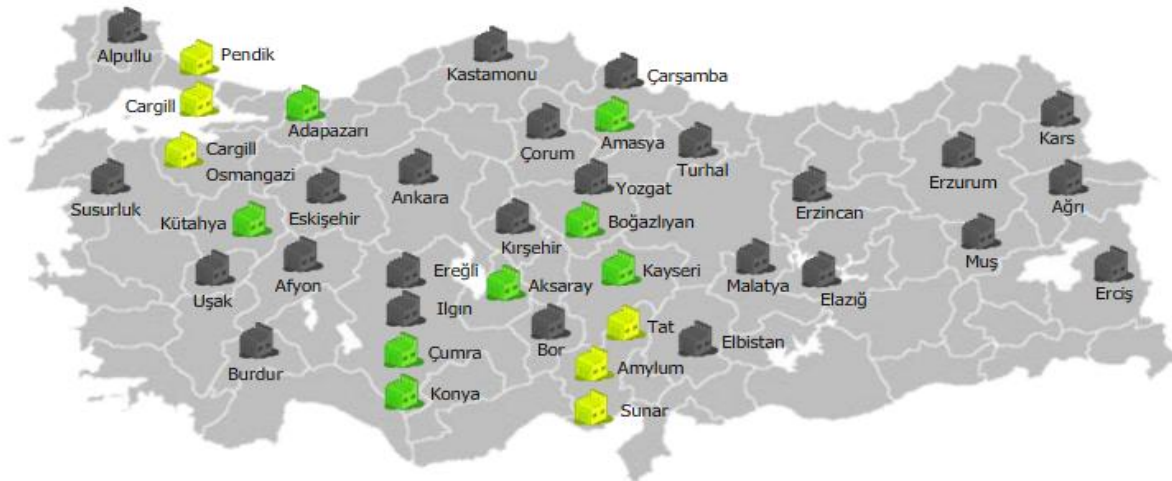 Alpullu
Pendik
Kastamonu
Çarşamba
Cargill
Adapazarı
Çorum
Amasya
Turhal
Kars
Cargill
Osmangazi
Susurluk
Kütahya
Eskişehir
Ankara
Yozgat
Erzincan
Erzurum
Ağrı
Kırşehir
Boğazlıyan
Muş
Uşak
Afyon
Ereğli
Aksaray
Kayseri
Malatya
Elazığ
Erciş
Ilgın
Burdur
Çumra
Bor
Tat
Elbistan
Amylum
Konya
Sunar